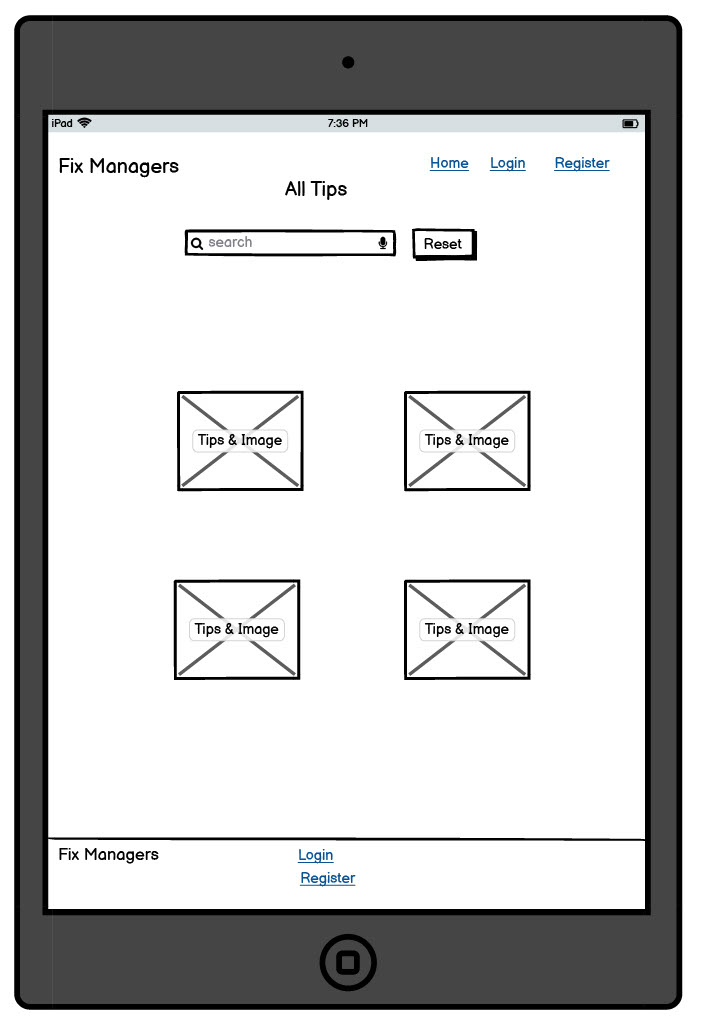 iPad 7:36 PM
Fix Managers Home Login Register
All Tips
search Reset
Tips & Image Tips & Image
Tips & Image Tips & Image
Fix Managers Login
Register